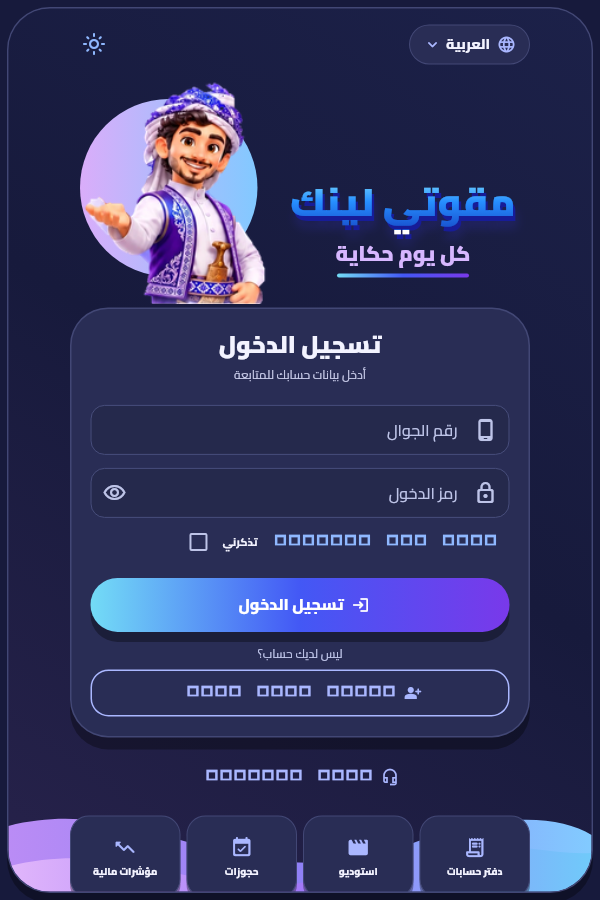 العربية
مقوتي لينك
كل يوم حكاية
تسجيل الدخول
أدخل بيانات حسابك للمتابعة
رقم الجوال
رمز الدخول
تذكرني
تسجيل الدخول
ليس لديك حساب؟
دفتر حسابات
استوديو
حجوزات
مؤشرات مالية